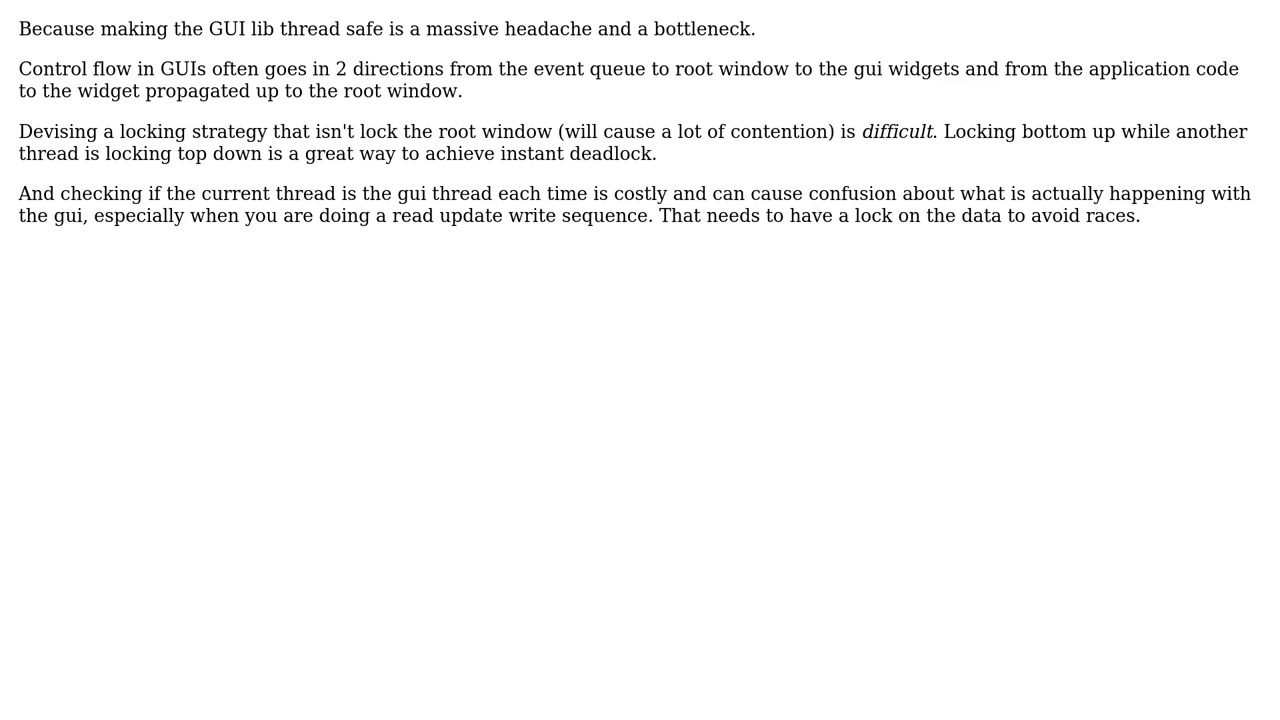 Because making the GUI lib thread safe is a massive headache and a bottleneck.
Control flow in GUIs often goes in 2 directions from the event queue to root window to the gui widgets and from the application code
to the widget propagated up to the root window.
Devising a locking strategy that isn't lock the root window (will cause a lot of contention) is difficult. Locking bottom up while another
thread is locking top down is a great way to achieve instant deadlock.
And checking if the current thread is the gui thread each time is costly and can cause confusion about what is actually happening with
the gui, especially when you are doing a read update write sequence. That needs to have a lock on the data to avoid races.